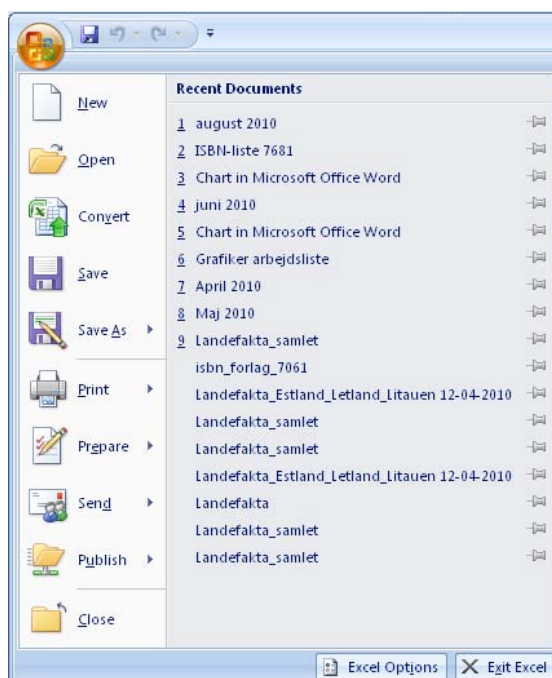 New
Open
Convert
Save
Save As
Print
Prepare
Send
Publish
Close
Recent Documents
1 august 2010
2 ISBN-liste 7681
3 Chart in Microsoft Office Word
4 juni 2010
5 Chart in Microsoft Office Word
6 Grafiker arbejdsliste
7 April 2010
8 Maj 2010
9 Landefakta_samlet
isbn_forlag_7061
Landefakta_Estland_Letland_Litauen 12-04-2010
Landefakta_samlet
Landefakta_samlet
Landefakta_Estland_Letland_Litauen 12-04-2010
Landefakta
Landefakta_samlet
Landefakta_samlet
Excel Options
Exit Excel